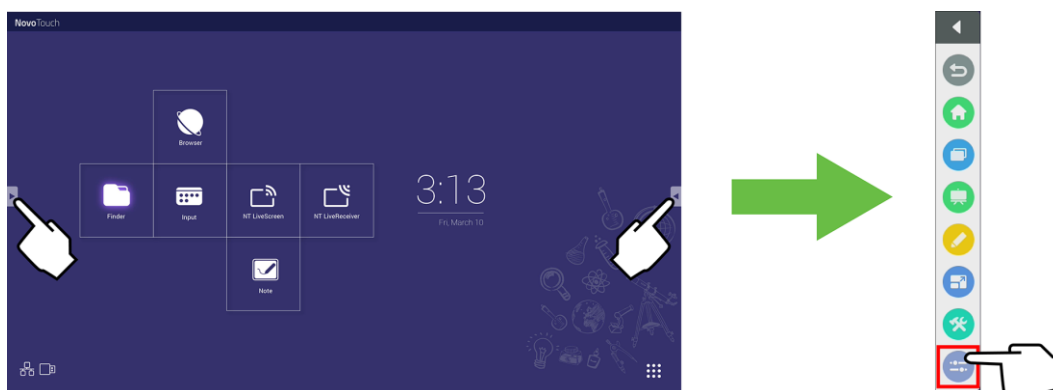 NovoTouch
Browser
Finder
Input
NT LiveScreen
NT LiveReceiver
3:13
Fri, March 10
Note